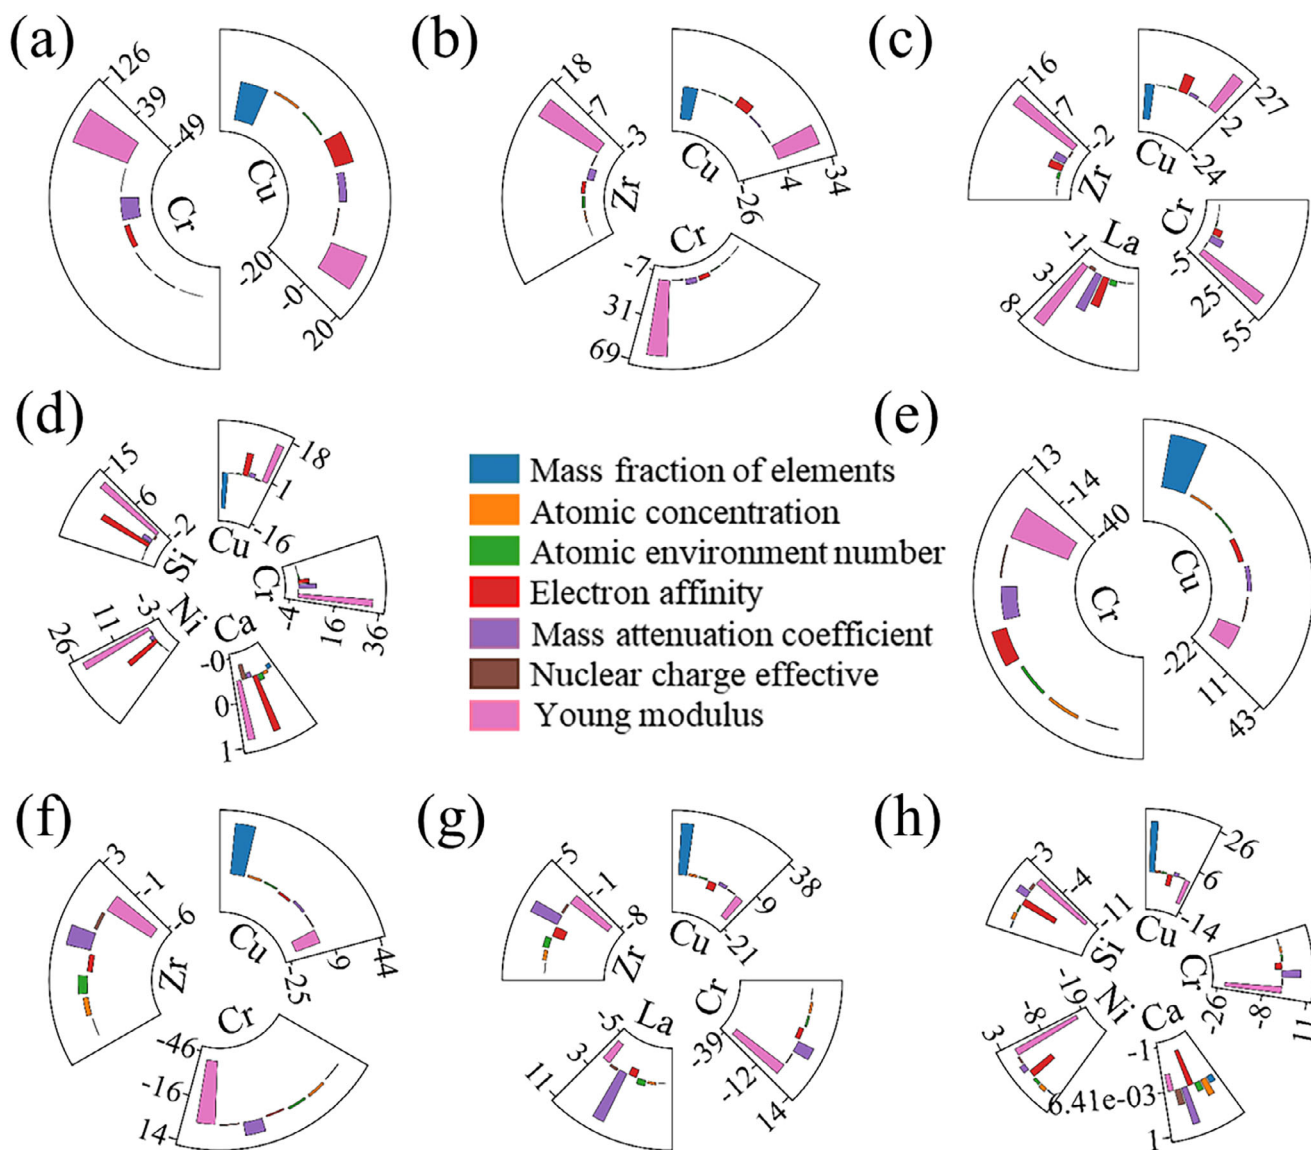 (a)
126
39
-49
Cr
Cu
-20
-0
20
(b)
18
7
-3
Zr
Cu
-26
4
34
Cr
-7
31
69
(c)
16
7
-2
Zr
Cu
-24
2
27
La
-1
3
8
Cr
-5
25
55
(d)
15
6
-2
Si
Cu
-16
1
18
Cr
-4
16
36
Ni
-3
11
26
Ca
-0
0
1
Mass fraction of elements
Atomic concentration
Atomic environment number
Electron affinity
Mass attenuation coefficient
Nuclear charge effective
Young modulus
(e)
13
-14
-40
Cr
Cu
-22
11
43
(f)
3
-1
-6
Zr
Cu
-25
9
44
Cr
-46
-16
14
(g)
5
-1
-8
Zr
Cu
-21
9
38
La
-5
3
11
Cr
-39
-12
14
(h)
3
-4
-11
Si
Cu
-14
6
26
Cr
-26
-8
11
Ni
-19
-8
3
Ca
-1
6.41e-03
1